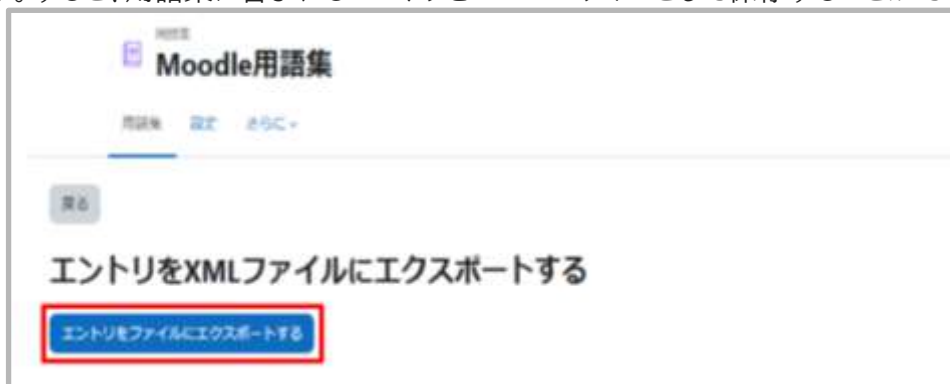 用語集
Moodle用語集
用語集 設定 さらに
戻る
エントリをXMLファイルにエクスポートする
エントリをファイルにエクスポートする